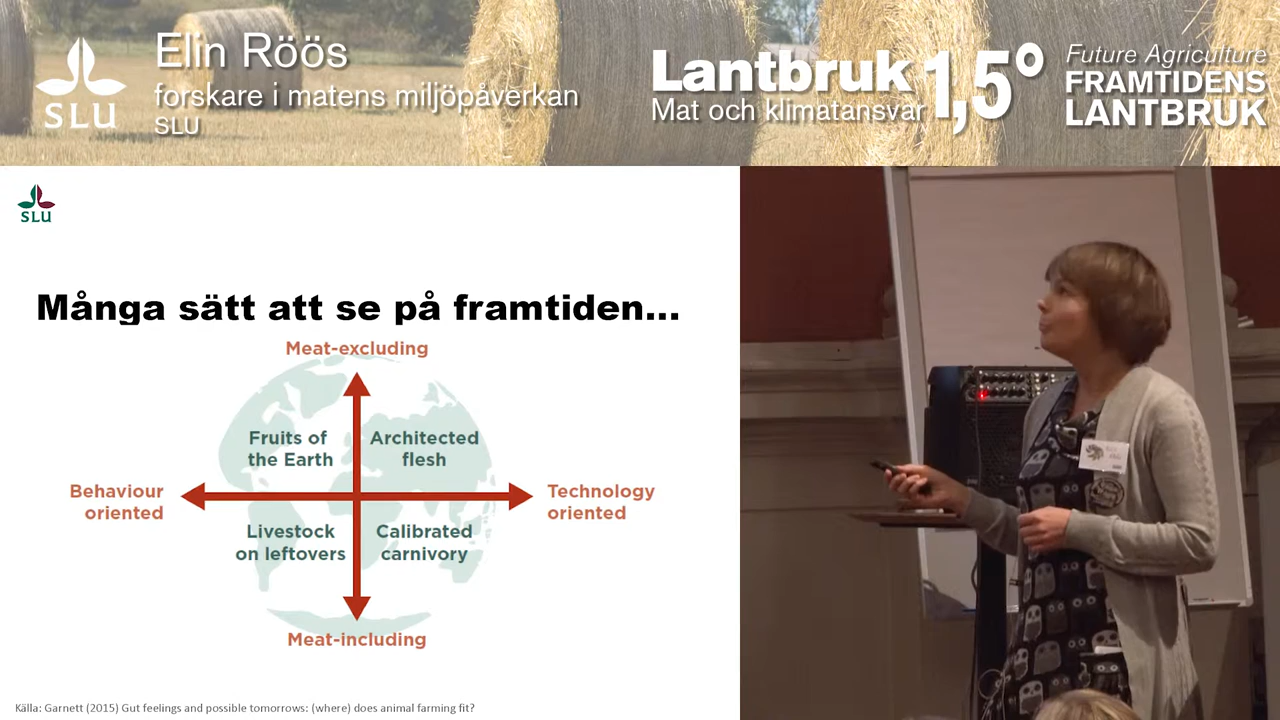 Elin Röös
forskare i matens miljöpåverkan
SLU
SLU
Lantbruk 1,5°
Mat och klimatansvar
Future Agriculture
FRAMTIDENS
LANTBRUK
SLU
Många sätt att se på framtiden...
Meat-excluding
Fruits of
the Earth
Architected
flesh
Behaviour
oriented
Technology
oriented
Livestock
on leftovers
Calibrated
carnivory
Meat-including
Källa: Garnett (2015) Gut feelings and possible tomorrows: (where) does animal farming fit?